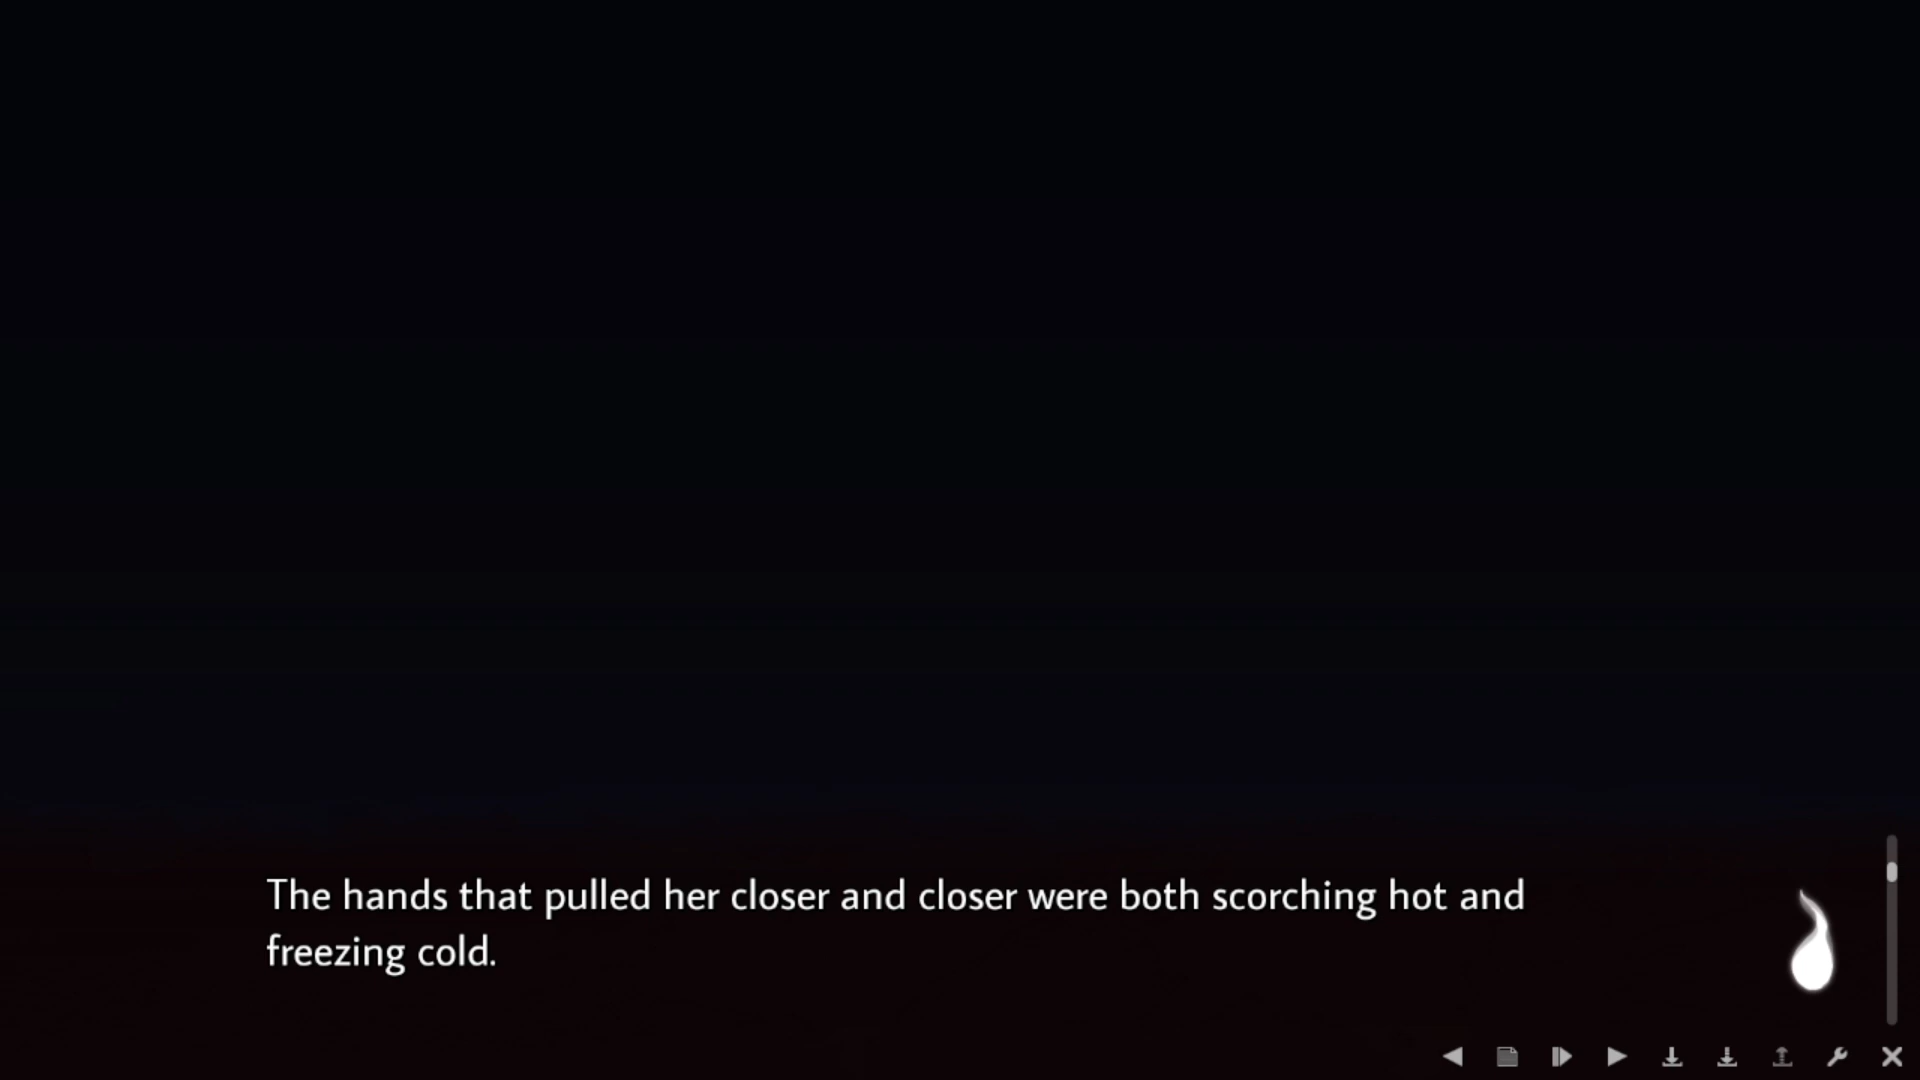 The hands that pulled her closer and closer were both scorching hot and
freezing cold.